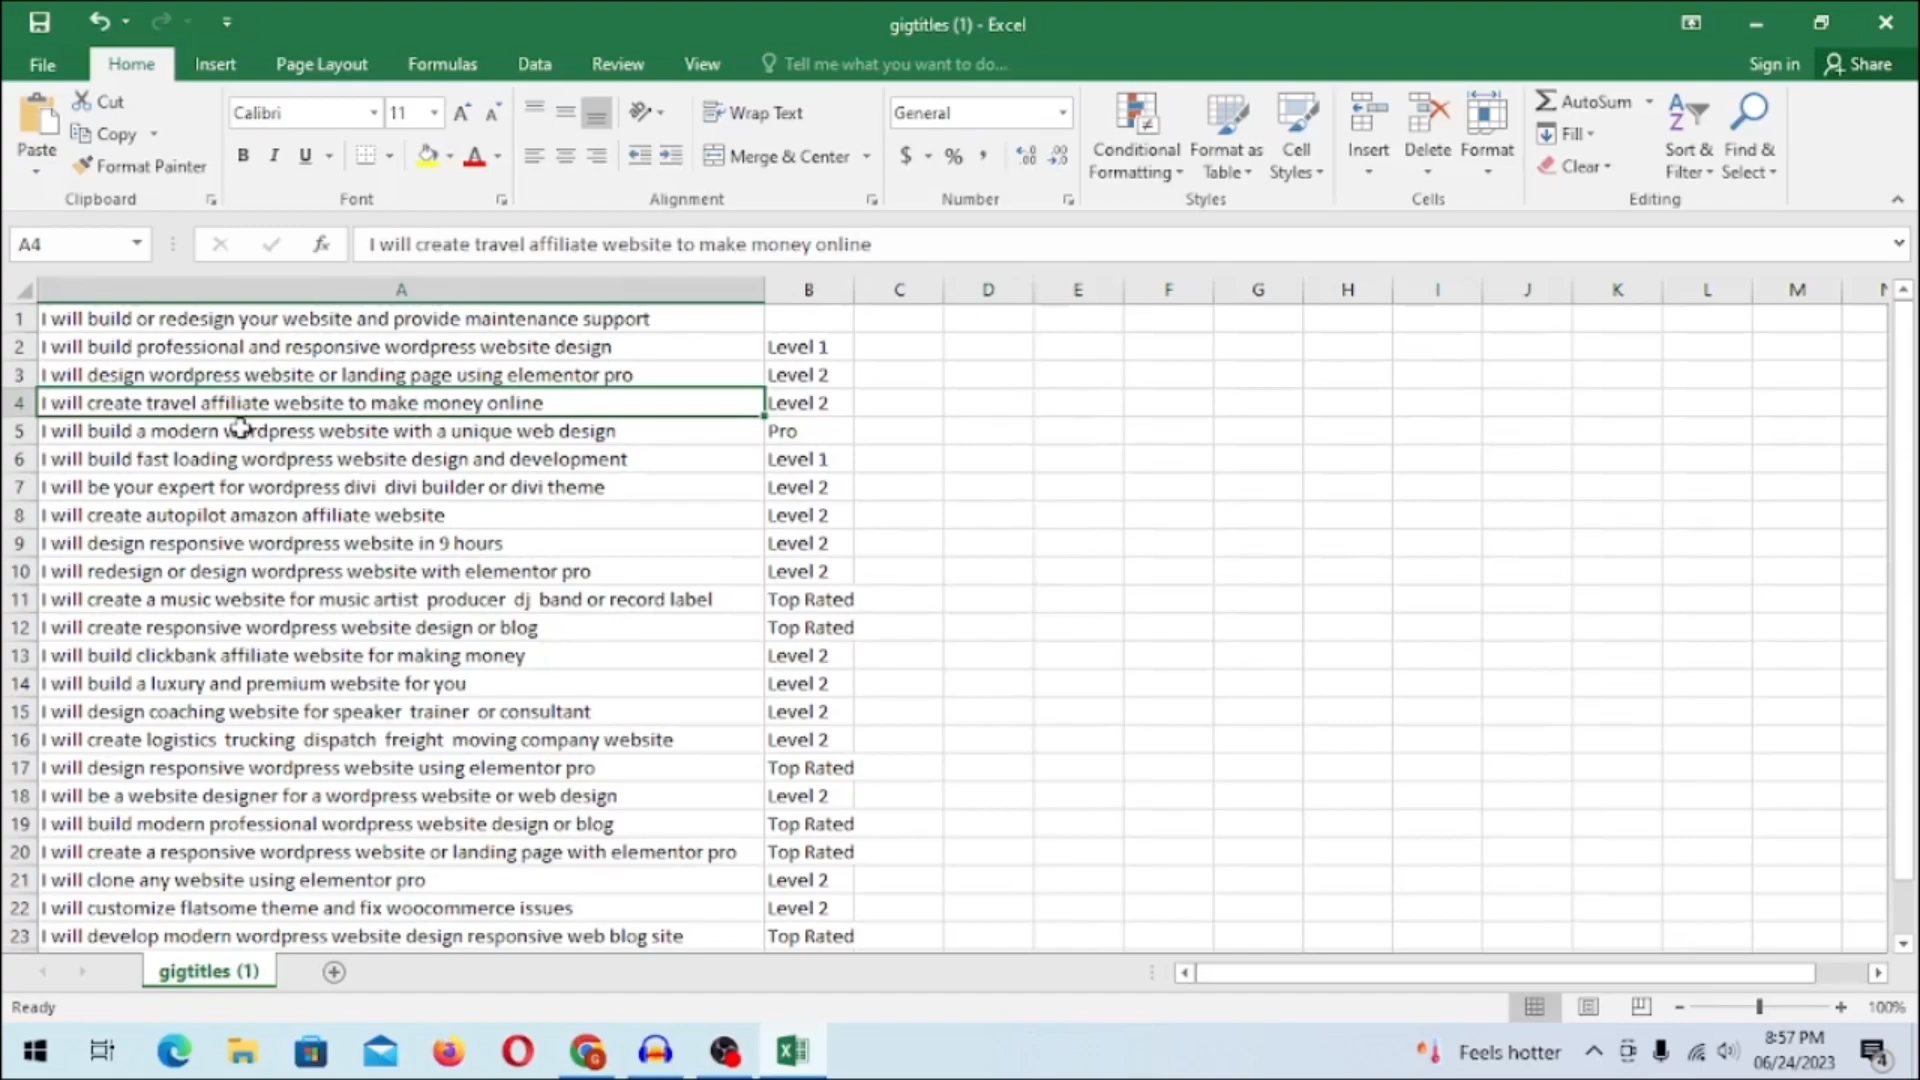 gigtitles (1) - Excel
File Home Insert Page Layout Formulas Data Review View Tell me what you want to do... Sign in Share
Cut
Copy
Format Painter
Paste
Calibri 11
B I U
Wrap Text
Merge & Center
General
$ % ,
Conditional Formatting
Format as Table
Cell Styles
Insert Delete Format
AutoSum
Fill
Clear
Sort & Filter
Find & Select
Clipboard Font Alignment Number Styles Cells Editing
A4 fx I will create travel affiliate website to make money online
A B C D E F G H I J K L M
1 I will build or redesign your website and provide maintenance support
2 I will build professional and responsive wordpress website design Level 1
3 I will design wordpress website or landing page using elementor pro Level 2
4 I will create travel affiliate website to make money online Level 2
5 I will build a modern wordpress website with a unique web design Pro
6 I will build fast loading wordpress website design and development Level 1
7 I will be your expert for wordpress divi divi builder or divi theme Level 2
8 I will create autopilot amazon affiliate website Level 2
9 I will design responsive wordpress website in 9 hours Level 2
10 I will redesign or design wordpress website with elementor pro Level 2
11 I will create a music website for music artist producer dj band or record label Top Rated
12 I will create responsive wordpress website design or blog Top Rated
13 I will build clickbank affiliate website for making money Level 2
14 I will build a luxury and premium website for you Level 2
15 I will design coaching website for speaker trainer or consultant Level 2
16 I will create logistics trucking dispatch freight moving company website Level 2
17 I will design responsive wordpress website using elementor pro Top Rated
18 I will be a website designer for a wordpress website or web design Level 2
19 I will build modern professional wordpress website design or blog Top Rated
20 I will create a responsive wordpress website or landing page with elementor pro Top Rated
21 I will clone any website using elementor pro Level 2
22 I will customize flatsome theme and fix woocommerce issues Level 2
23 I will develop modern wordpress website design responsive web blog site Top Rated
gigtitles (1)
Ready 100%
Feels hotter
8:57 PM
06/24/2023
4